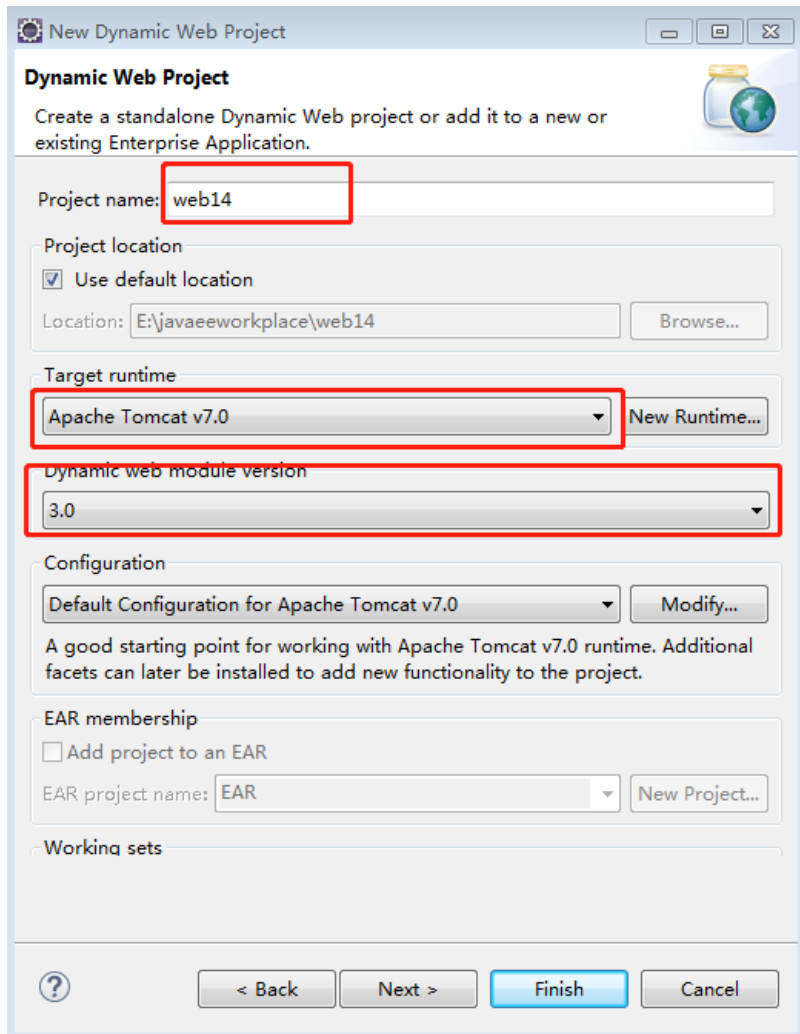 New Dynamic Web Project
Dynamic Web Project
Create a standalone Dynamic Web project or add it to a new or
existing Enterprise Application.
Project name: web14
Project location
Use default location
Location: E:\javaeeworkplace\web14 Browse...
Target runtime
Apache Tomcat v7.0 New Runtime...
Dynamic web module version
3.0
Configuration
Default Configuration for Apache Tomcat v7.0 Modify...
A good starting point for working with Apache Tomcat v7.0 runtime. Additional
facets can later be installed to add new functionality to the project.
EAR membership
Add project to an EAR
EAR project name: EAR New Project...
Working sets
? < Back Next > Finish Cancel